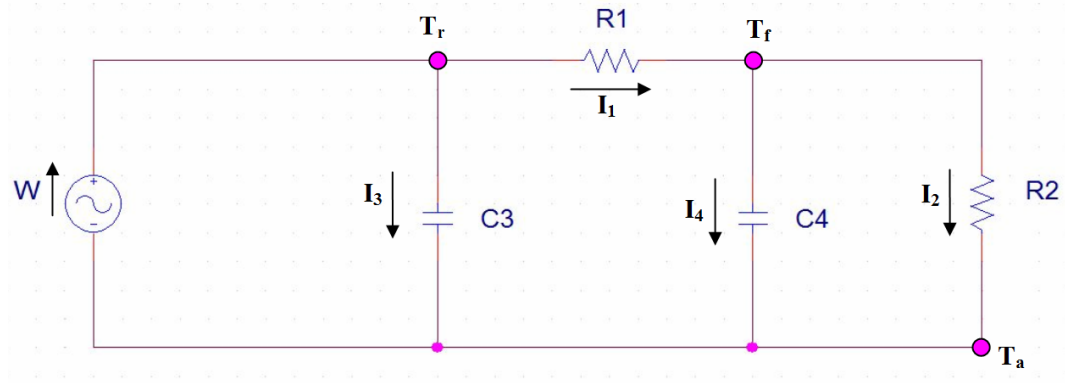 R1
Tr
Tf
I1
W
+
-
I3
C3
I4
C4
I2
R2
Ta